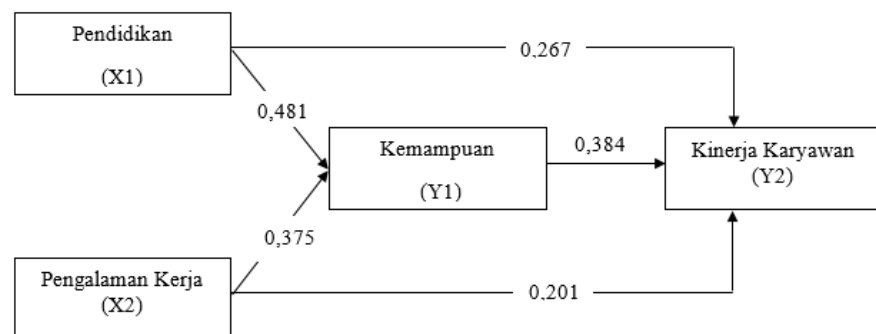 Pendidikan
(X1)
0,267
0,481
Kemampuan
(Y1)
0,384
Kinerja Karyawan
(Y2)
0,375
Pengalaman Kerja
(X2)
0,201